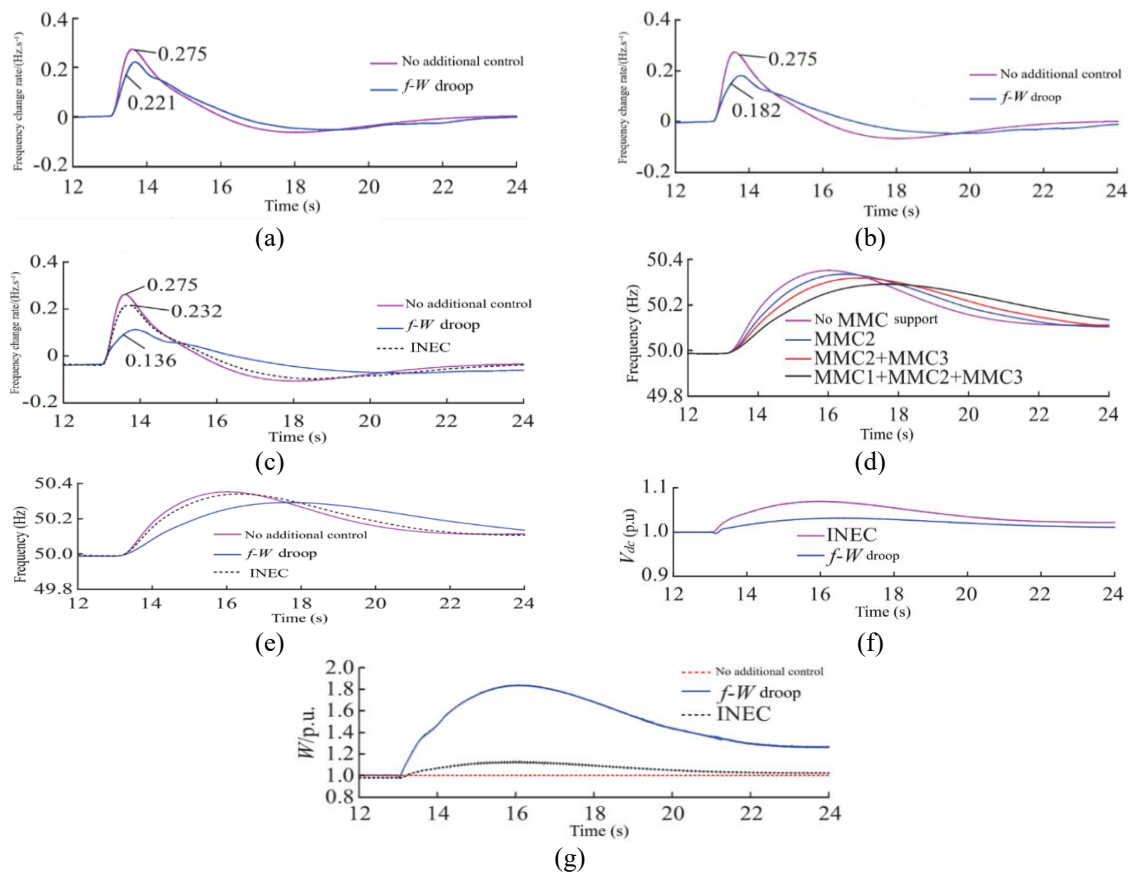 0.4
0.2
0
-0.2
0.275
0.221
No additional control
f-W droop
Frequency change rate/(Hz.s⁻¹)
12 14 16 18 20 22 24
Time (s)
(a)
0.4
0.2
0
-0.2
0.275
0.182
No additional control
f-W droop
Frequency change rate/(Hz.s⁻¹)
12 14 16 18 20 22 24
Time (s)
(b)
0.4
0.2
0
-0.2
0.275
0.232
0.136
No additional control
f-W droop
INEC
Frequency change rate/(Hz.s⁻¹)
12 14 16 18 20 22 24
Time (s)
(c)
50.4
50.2
50.0
49.8
Frequency (Hz)
No MMC support
MMC2
MMC2+MMC3
MMC1+MMC2+MMC3
12 14 16 18 20 22 24
Time (s)
(d)
50.4
50.2
50.0
49.8
Frequency (Hz)
No additional control
f-W droop
INEC
12 14 16 18 20 22 24
Time (s)
(e)
1.1
1.0
0.9
Vdc (p.u)
INEC
f-W droop
12 14 16 18 20 22 24
Time (s)
(f)
2.0
1.8
1.6
1.4
1.2
1.0
0.8
W/p.u.
No additional control
f-W droop
INEC
12 14 16 18 20 22 24
Time (s)
(g)